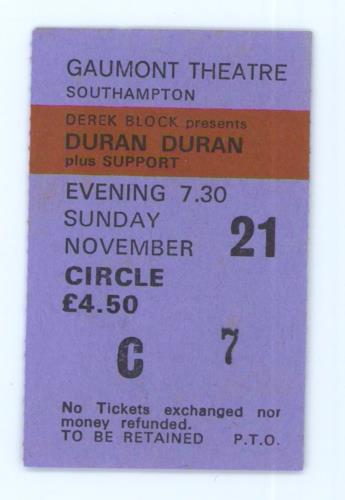 GAUMONT THEATRE
SOUTHAMPTON
DEREK BLOCK presents
DURAN DURAN
plus SUPPORT
EVENING 7.30
SUNDAY
NOVEMBER 21
CIRCLE
£4.50
C 7
No Tickets exchanged nor
money refunded.
TO BE RETAINED P.T.O.